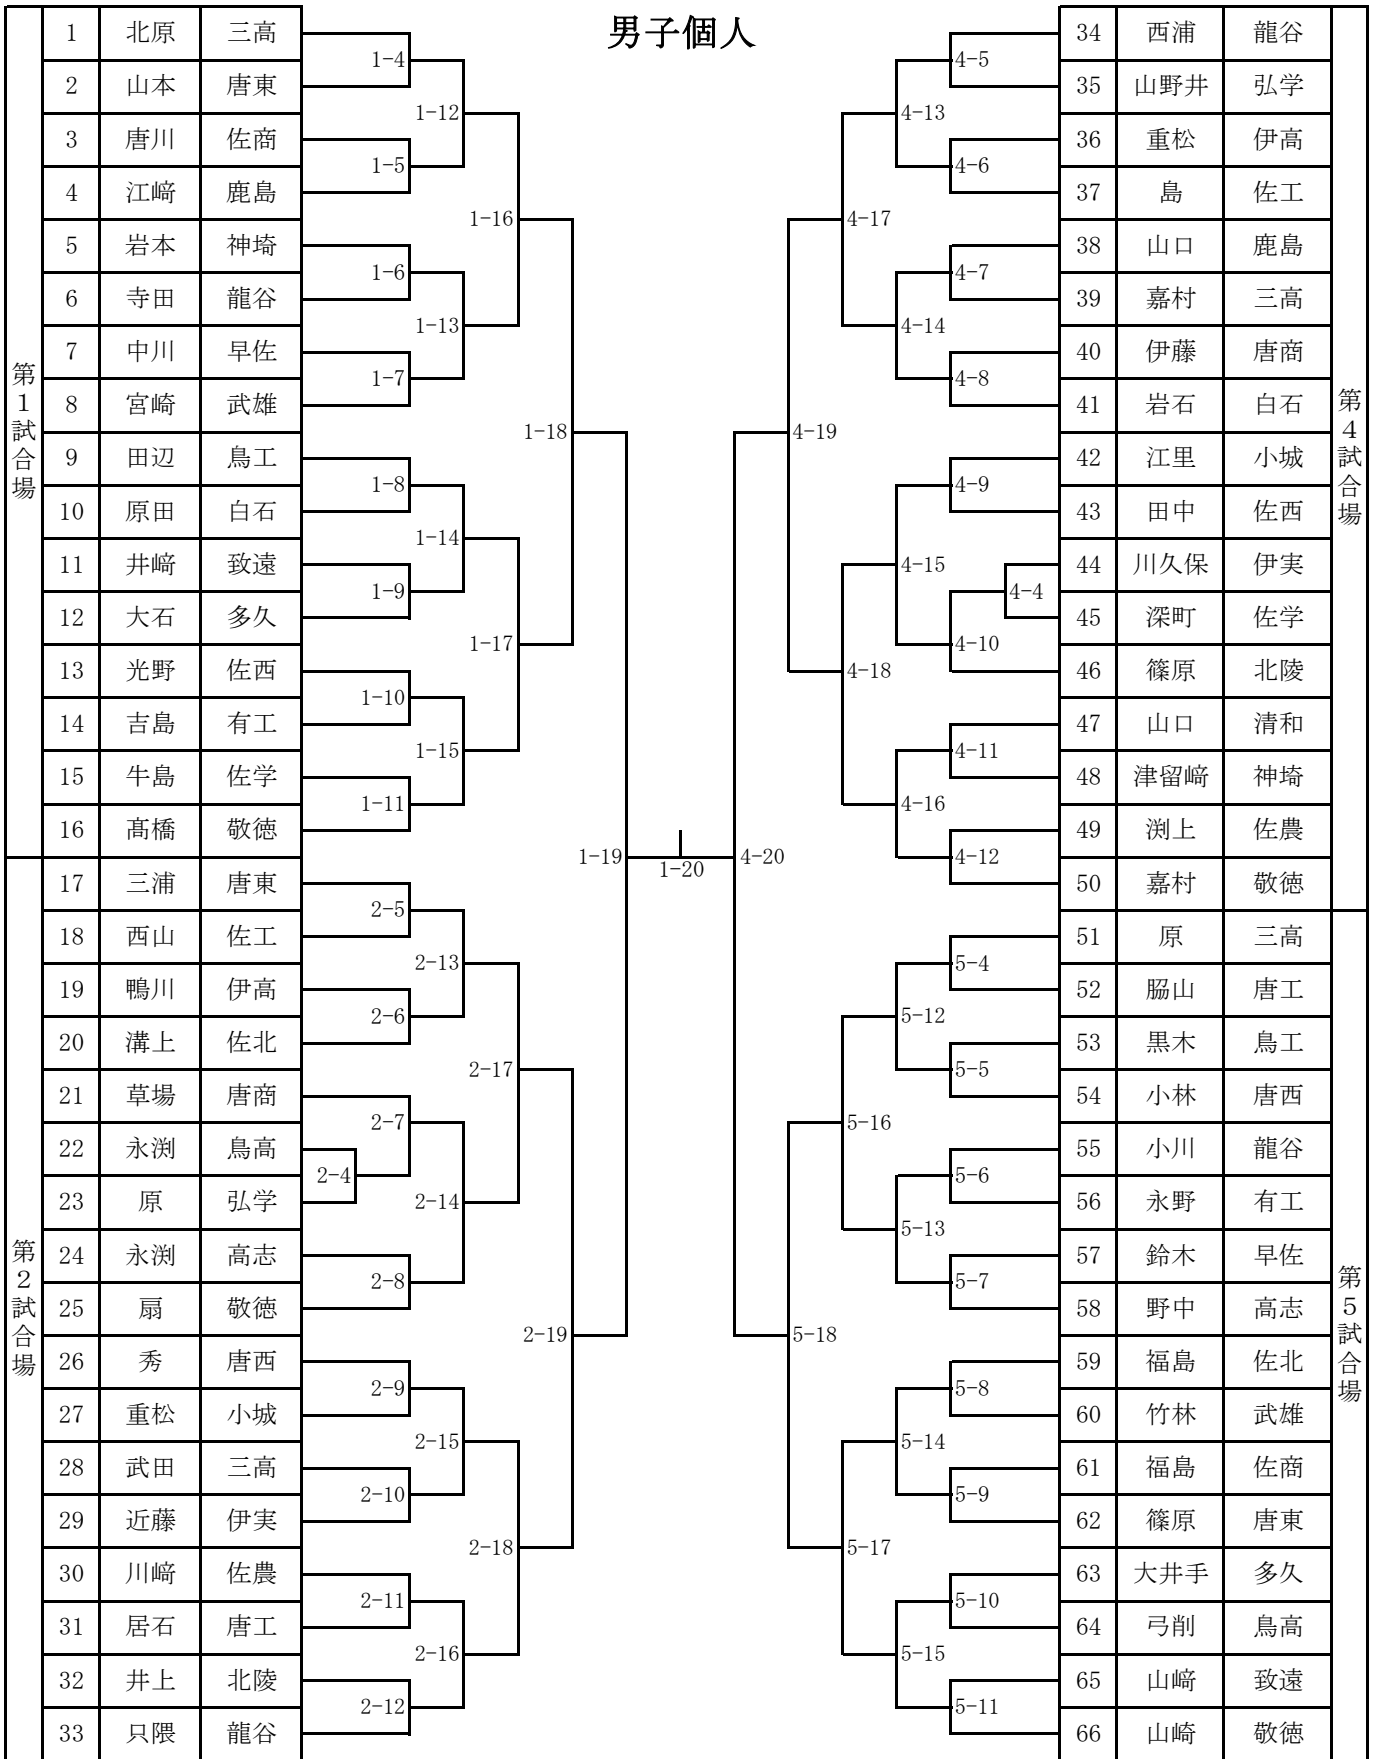 男子個人
第1試合場
1 北原 三高
2 山本 唐東
3 唐川 佐商
4 江﨑 鹿島
5 岩本 神埼
6 寺田 龍谷
7 中川 早佐
8 宮崎 武雄
9 田辺 鳥工
10 原田 白石
11 井﨑 致遠
12 大石 多久
13 光野 佐西
14 吉島 有工
15 牛島 佐学
16 髙橋 敬徳
第2試合場
17 三浦 唐東
18 西山 佐工
19 鴨川 伊高
20 溝上 佐北
21 草場 唐商
22 永渕 鳥高
23 原 弘学
24 永渕 高志
25 扇 敬徳
26 秀 唐西
27 重松 小城
28 武田 三高
29 近藤 伊実
30 川﨑 佐農
31 居石 唐工
32 井上 北陵
33 只隈 龍谷
1-4
1-5
1-6
1-7
1-8
1-9
1-10
1-11
1-12
1-13
1-14
1-15
1-16
1-17
1-18
1-19
1-20
2-4
2-5
2-6
2-7
2-8
2-9
2-10
2-11
2-12
2-13
2-14
2-15
2-16
2-17
2-18
2-19
4-4
4-5
4-6
4-7
4-8
4-9
4-10
4-11
4-12
4-13
4-14
4-15
4-16
4-17
4-18
4-19
4-20
5-4
5-5
5-6
5-7
5-8
5-9
5-10
5-11
5-12
5-13
5-14
5-15
5-16
5-17
5-18
第4試合場
34 西浦 龍谷
35 山野井 弘学
36 重松 伊高
37 島 佐工
38 山口 鹿島
39 嘉村 三高
40 伊藤 唐商
41 岩石 白石
42 江里 小城
43 田中 佐西
44 川久保 伊実
45 深町 佐学
46 篠原 北陵
47 山口 清和
48 津留﨑 神埼
49 渕上 佐農
50 嘉村 敬徳
第5試合場
51 原 三高
52 脇山 唐工
53 黒木 鳥工
54 小林 唐西
55 小川 龍谷
56 永野 有工
57 鈴木 早佐
58 野中 高志
59 福島 佐北
60 竹林 武雄
61 福島 佐商
62 篠原 唐東
63 大井手 多久
64 弓削 鳥高
65 山﨑 致遠
66 山崎 敬徳